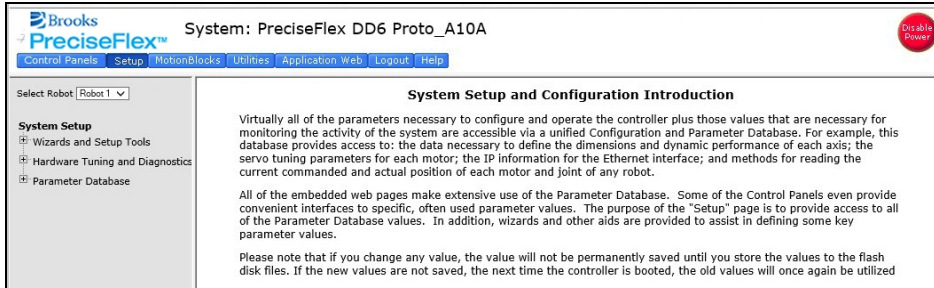 Brooks
PreciseFlex™
System: PreciseFlex DD6 Proto_A10A
Disable
Power
Control Panels Setup MotionBlocks Utilities Application Web Logout Help
Select Robot Robot 1
System Setup
Wizards and Setup Tools
Hardware Tuning and Diagnostics
Parameter Database
System Setup and Configuration Introduction
Virtually all of the parameters necessary to configure and operate the controller plus those values that are necessary for
monitoring the activity of the system are accessible via a unified Configuration and Parameter Database. For example, this
database provides access to: the data necessary to define the dimensions and dynamic performance of each axis; the
servo tuning parameters for each motor; the IP information for the Ethernet interface; and methods for reading the
current commanded and actual position of each motor and joint of any robot.
All of the embedded web pages make extensive use of the Parameter Database. Some of the Control Panels even provide
convenient interfaces to specific, often used parameter values. The purpose of the "Setup" page is to provide access to all
of the Parameter Database values. In addition, wizards and other aids are provided to assist in defining some key
parameter values.
Please note that if you change any value, the value will not be permanently saved until you store the values to the flash
disk files. If the new values are not saved, the next time the controller is booted, the old values will once again be utilized